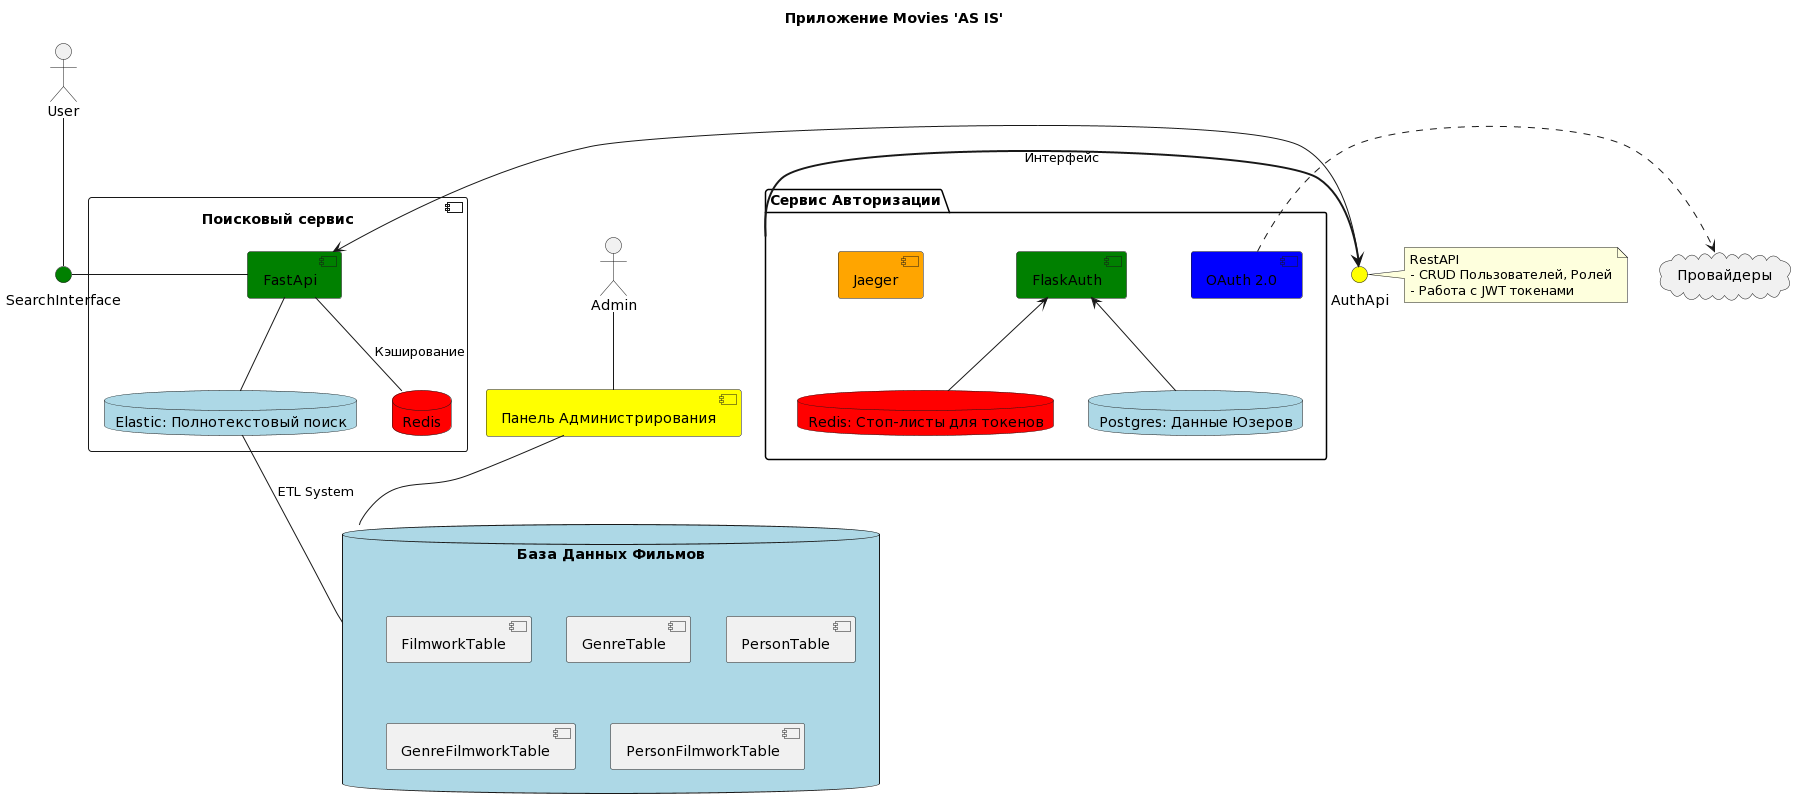 Приложение Movies 'AS IS'
User
Интерфейс
Сервис Авторизации
Поисковый сервис
FastApi
Jaeger
FlaskAuth
OAuth 2.0
RestAPI
- CRUD Пользователей, Ролей
- Работа с JWT токенами
Провайдеры
SearchInterface
Admin
AuthApi
Кэширование
Elastic: Полнотекстовый поиск
Redis
Панель Администрирования
Redis: Стоп-листы для токенов
Postgres: Данные Юзеров
ETL System
База Данных Фильмов
FilmworkTable
GenreTable
PersonTable
GenreFilmworkTable
PersonFilmworkTable